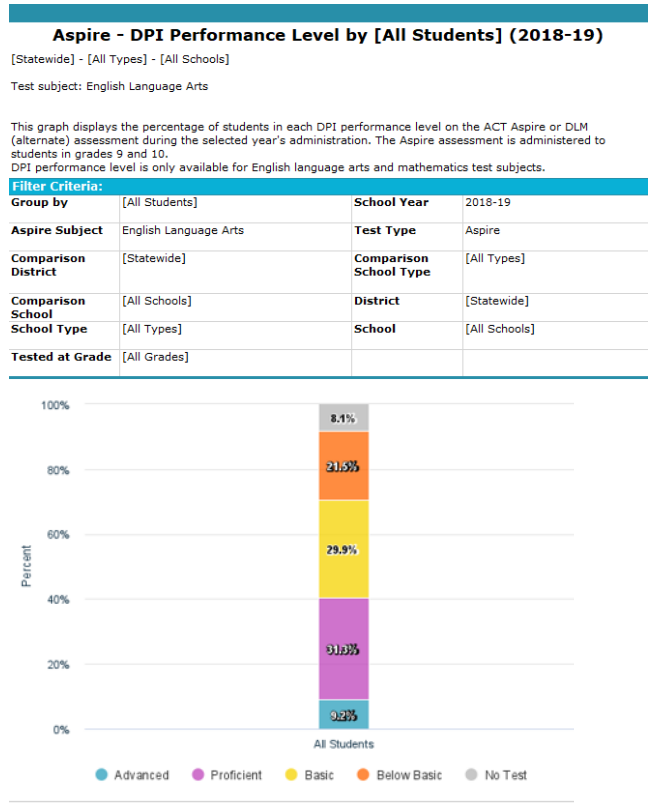 Aspire - DPI Performance Level by [All Students] (2018-19)
[Statewide] - [All Types] - [All Schools]
Test subject: English Language Arts
This graph displays the percentage of students in each DPI performance level on the ACT Aspire or DLM
(alternate) assessment during the selected year's administration. The Aspire assessment is administered to
students in grades 9 and 10.
DPI performance level is only available for English language arts and mathematics test subjects.
Filter Criteria:
Group by [All Students] School Year 2018-19
Aspire Subject English Language Arts Test Type Aspire
Comparison District [Statewide] Comparison School Type [All Types]
Comparison School [All Schools] District [Statewide]
School Type [All Types] School [All Schools]
Tested at Grade [All Grades]
100%
8.1%
80%
21.5%
60%
29.9%
Percent
40%
31.3%
20%
9.2%
0%
All Students
Advanced Proficient Basic Below Basic No Test